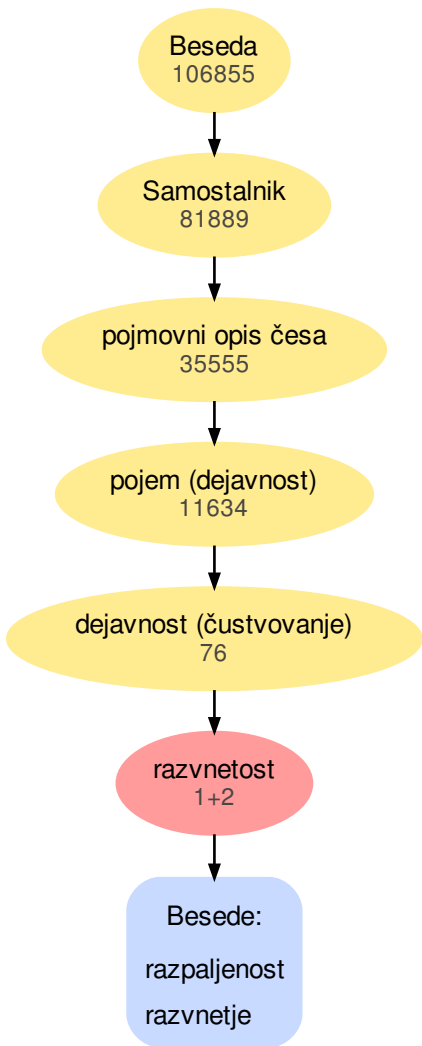 Beseda
106855
Samostalnik
81889
pojmovni opis česa
35555
pojem (dejavnost)
11634
dejavnost (čustvovanje)
76
razvnetost
1+2
Besede:
razpaljenost
razvnetje